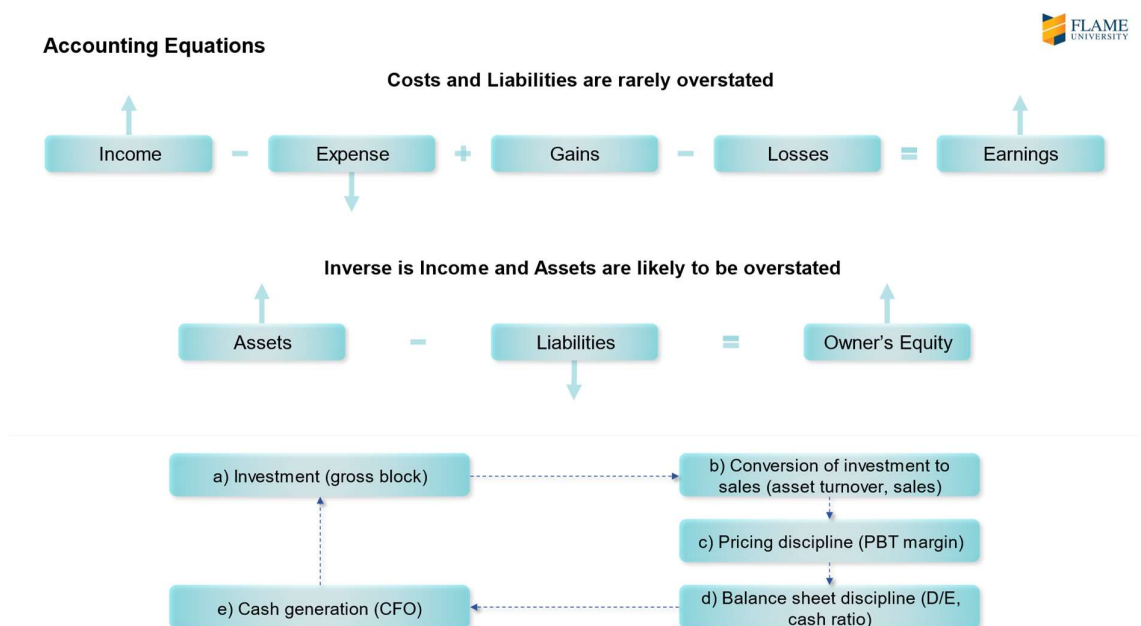 FLAME
UNIVERSITY
Accounting Equations
Costs and Liabilities are rarely overstated
Income - Expense + Gains - Losses = Earnings
Inverse is Income and Assets are likely to be overstated
Assets - Liabilities = Owner’s Equity
a) Investment (gross block)
b) Conversion of investment to
sales (asset turnover, sales)
c) Pricing discipline (PBT margin)
d) Balance sheet discipline (D/E,
cash ratio)
e) Cash generation (CFO)